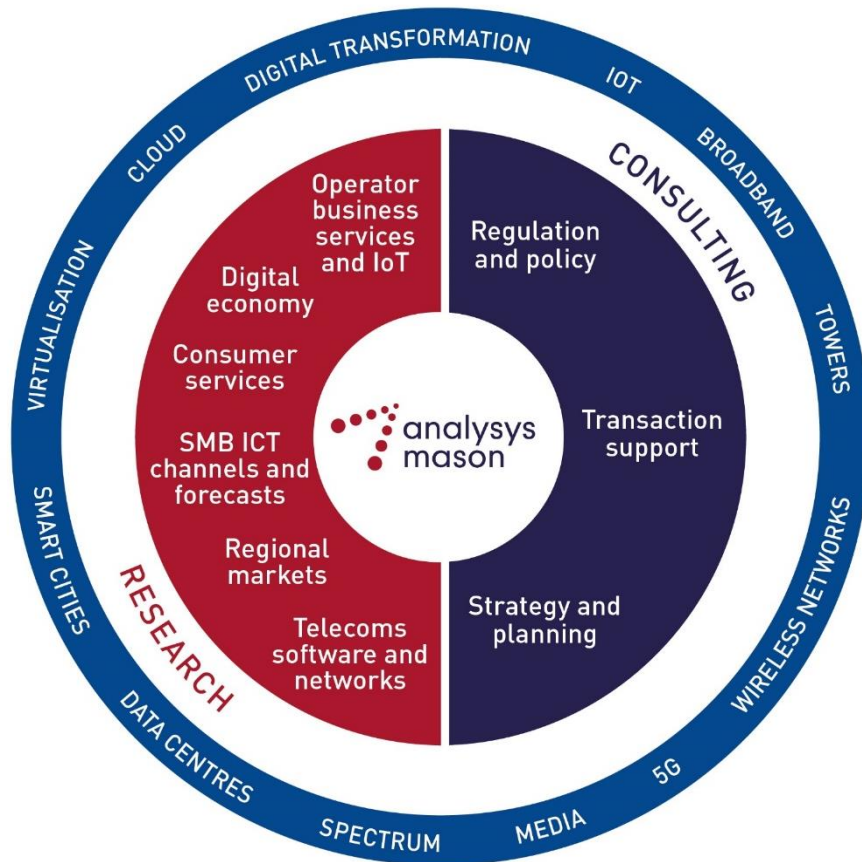 DIGITAL TRANSFORMATION
IOT
BROADBAND
TOWERS
WIRELESS NETWORKS
5G
MEDIA
SPECTRUM
DATA CENTRES
SMART CITIES
VIRTUALISATION
CLOUD
CONSULTING
Regulation
and policy
Transaction
support
Strategy and
planning
RESEARCH
Operator
business
services
and IoT
Digital
economy
Consumer
services
SMB ICT
channels and
forecasts
Regional
markets
Telecoms
software and
networks
analysys
mason